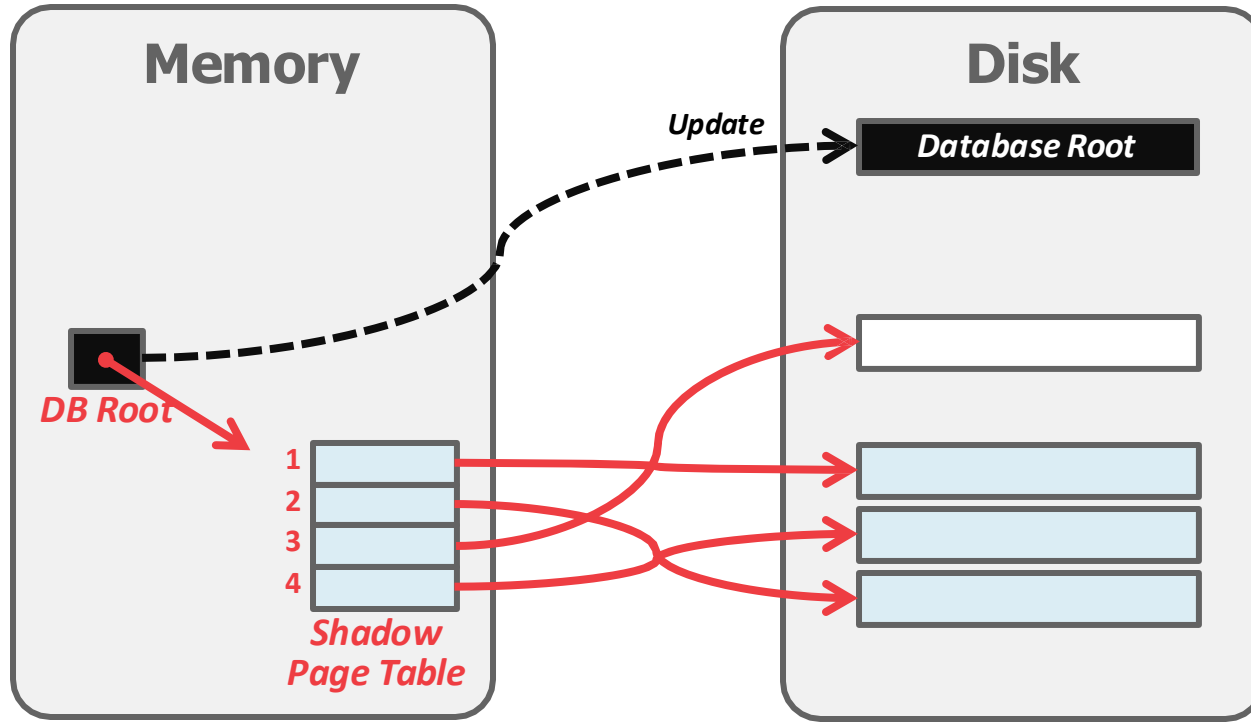 Memory
Disk
Update
Database Root
DB Root
1
2
3
4
Shadow
Page Table